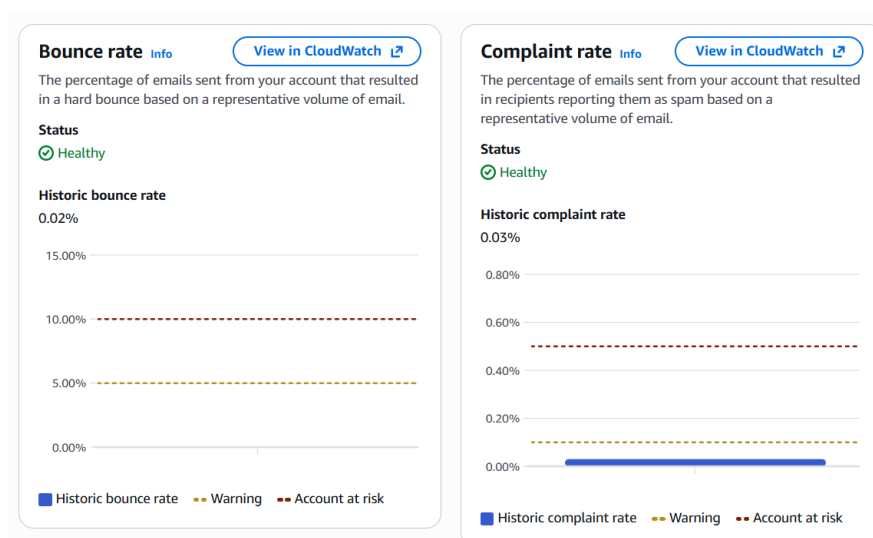 Bounce rate Info
View in CloudWatch
The percentage of emails sent from your account that resulted
in a hard bounce based on a representative volume of email.
Status
Healthy
Historic bounce rate
0.02%
15.00%
10.00%
5.00%
0.00%
Historic bounce rate Warning Account at risk
Complaint rate Info
View in CloudWatch
The percentage of emails sent from your account that resulted
in recipients reporting them as spam based on a
representative volume of email.
Status
Healthy
Historic complaint rate
0.03%
0.80%
0.60%
0.40%
0.20%
0.00%
Historic complaint rate Warning Account at risk